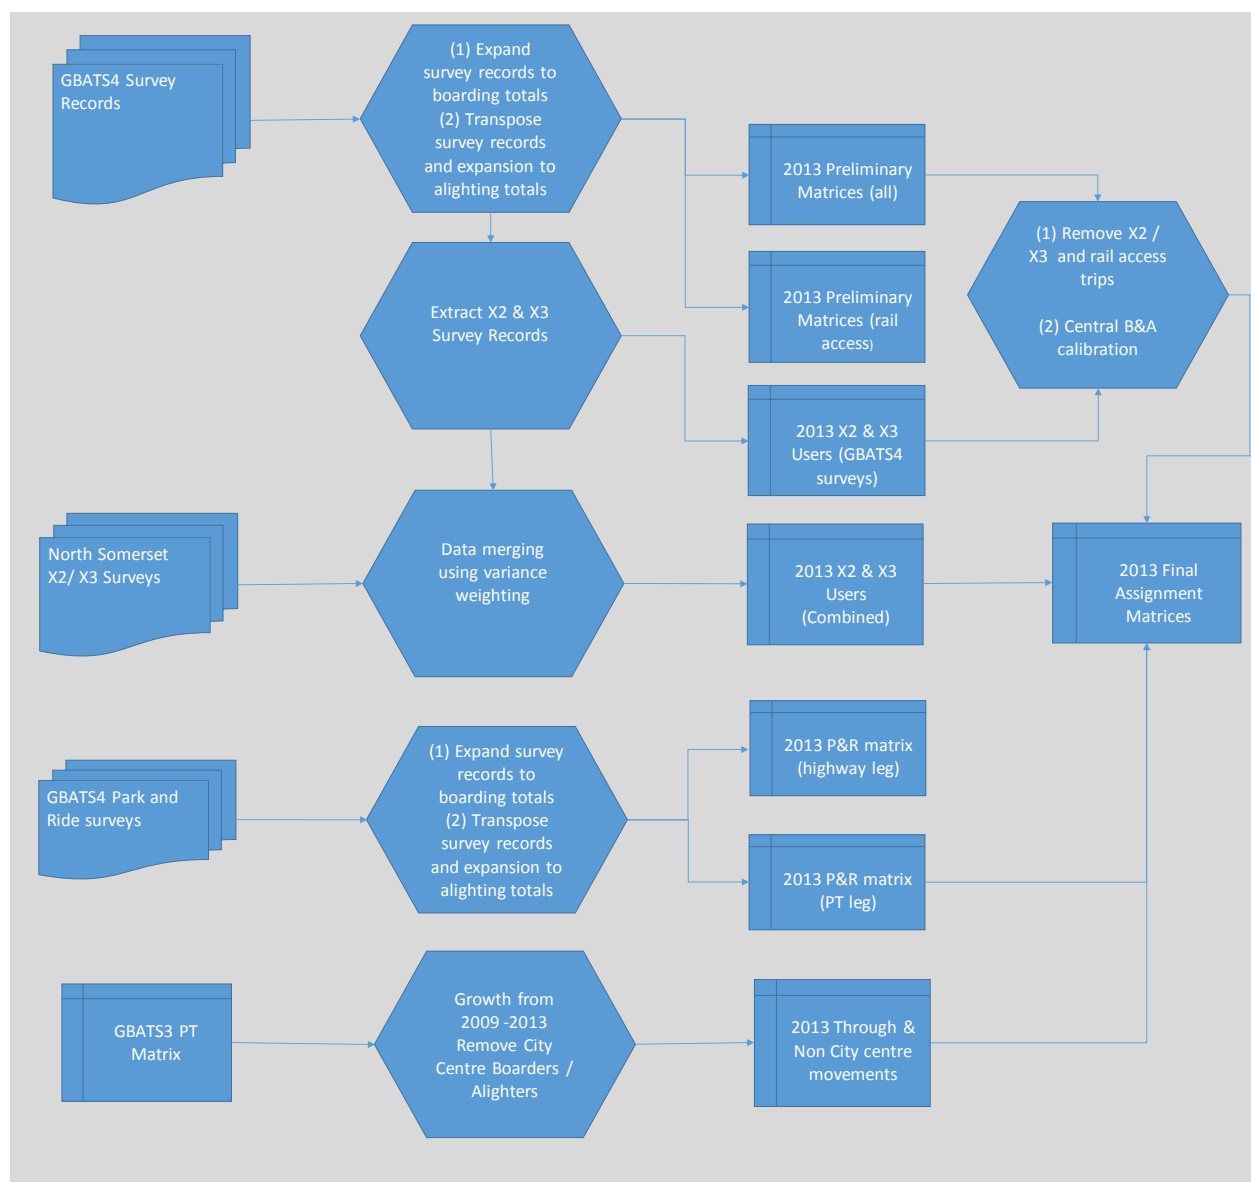 GBATS4 Survey
Records
(1) Expand
survey records to
boarding totals
(2) Transpose
survey records
and expansion to
alighting totals
2013 Preliminary
Matrices (all)
(1) Remove X2 /
X3 and rail access
trips
(2) Central B&A
calibration
2013 Preliminary
Matrices (rail
access)
Extract X2 & X3
Survey Records
2013 X2 & X3
Users (GBATS4
surveys)
North Somerset
X2/ X3 Surveys
Data merging
using variance
weighting
2013 X2 & X3
Users
(Combined)
2013 Final
Assignment
Matrices
GBATS4 Park and
Ride surveys
(1) Expand survey
records to
boarding totals
(2) Transpose
survey records
and expansion to
alighting totals
2013 P&R matrix
(highway leg)
2013 P&R matrix
(PT leg)
GBATS3 PT
Matrix
Growth from
2009 -2013
Remove City
Centre Boarders /
Alighters
2013 Through &
Non City centre
movements